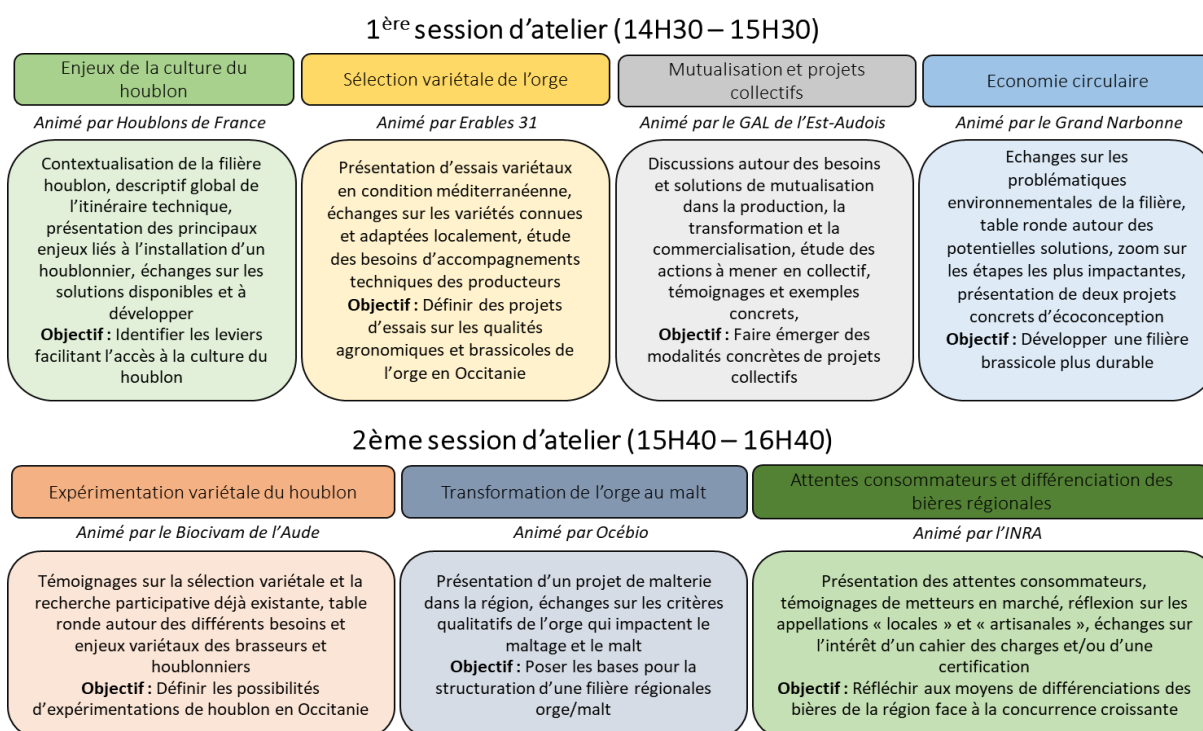 1ère session d'atelier (14H30 – 15H30)
Enjeux de la culture du
houblon
Animé par Houblons de France
Contextualisation de la filière
houblon, descriptif global de
l'itinéraire technique,
présentation des principaux
enjeux liés à l'installation d'un
houblonnier, échanges sur les
solutions disponibles et à
développer
Objectif : Identifier les leviers
facilitant l'accès à la culture du
houblon
Sélection variétale de l'orge
Animé par Erables 31
Présentation d'essais variétaux
en condition méditerranéenne,
échanges sur les variétés connues
et adaptées localement, étude
des besoins d'accompagnements
techniques des producteurs
Objectif : Définir des projets
d'essais sur les qualités
agronomiques et brassicoles de
l'orge en Occitanie
Mutualisation et projets
collectifs
Animé par le GAL de l'Est-Audois
Discussions autour des besoins
et solutions de mutualisation
dans la production, la
transformation et la
commercialisation, étude des
actions à mener en collectif,
témoignages et exemples
concrets,
Objectif : Faire émerger des
modalités concrètes de projets
collectifs
Economie circulaire
Animé par le Grand Narbonne
Echanges sur les
problématiques
environnementales de la filière,
table ronde autour des
potentielles solutions, zoom sur
les étapes les plus impactantes,
présentation de deux projets
concrets d'écoconception
Objectif : Développer une filière
brassicole plus durable
2ème session d'atelier (15H40 – 16H40)
Expérimentation variétale du houblon
Animé par le Biocivam de l'Aude
Témoignages sur la sélection variétale et la
recherche participative déjà existante, table
ronde autour des différents besoins et
enjeux variétaux des brasseurs et
houblonniers
Objectif : Définir les possibilités
d'expérimentations de houblon en Occitanie
Transformation de l'orge au malt
Animé par Océbio
Présentation d'un projet de malterie
dans la région, échanges sur les critères
qualitatifs de l'orge qui impactent le
maltage et le malt
Objectif : Poser les bases pour la
structuration d'une filière régionales
orge/malt
Attentes consommateurs et différenciation des
bières régionales
Animé par l'INRA
Présentation des attentes consommateurs,
témoignages de metteurs en marché, réflexion sur les
appellations « locales » et « artisanales », échanges sur
l'intérêt d'un cahier des charges et/ou d'une
certification
Objectif : Réfléchir aux moyens de différenciations des
bières de la région face à la concurrence croissante